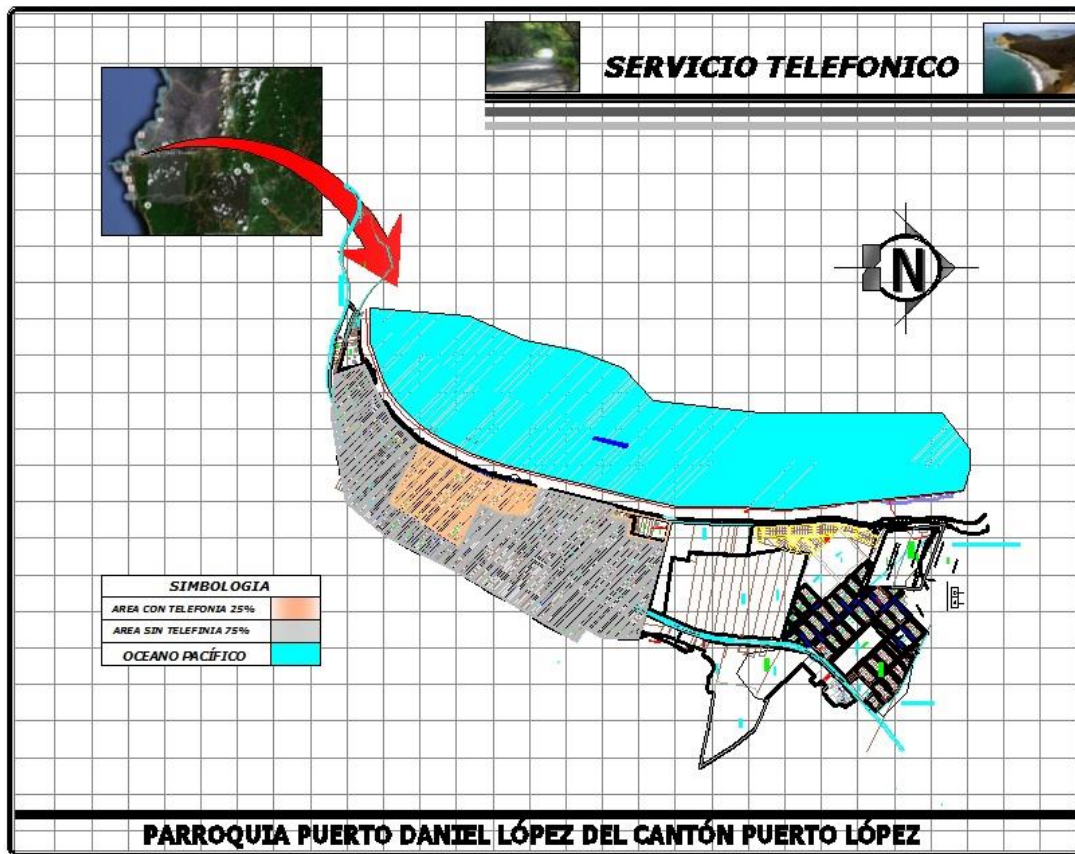 SERVICIO TELEFONICO
N
SIMBOLOGIA
AREA CON TELEFONIA 25%
AREA SIN TELEFINIA 75%
OCEANO PACÍFICO
PARROQUIA PUERTO DANIEL LÓPEZ DEL CANTÓN PUERTO LÓPEZ